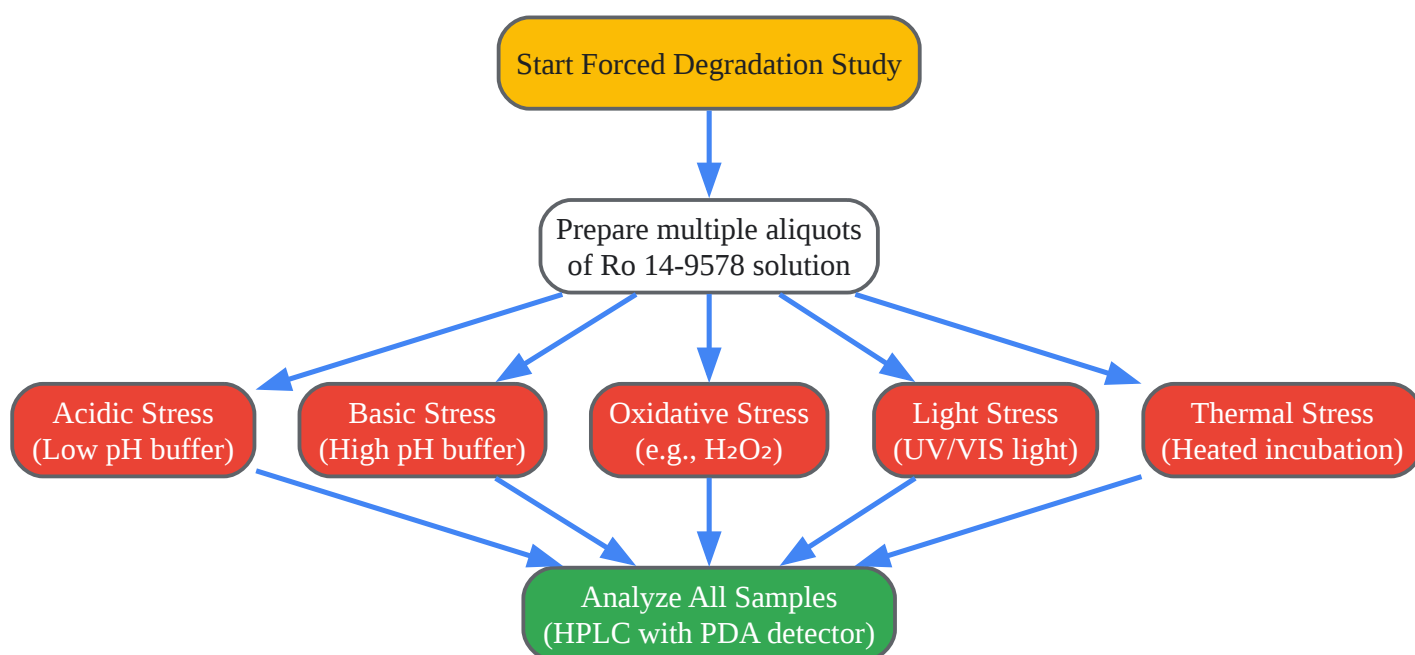 Start Forced Degradation Study
Prepare multiple aliquots
of Ro 14-9578 solution
Acidic Stress
(Low pH buffer)
Basic Stress
(High pH buffer)
Oxidative Stress
(e.g., H₂O₂)
Light Stress
(UV/VIS light)
Thermal Stress
(Heated incubation)
Analyze All Samples
(HPLC with PDA detector)